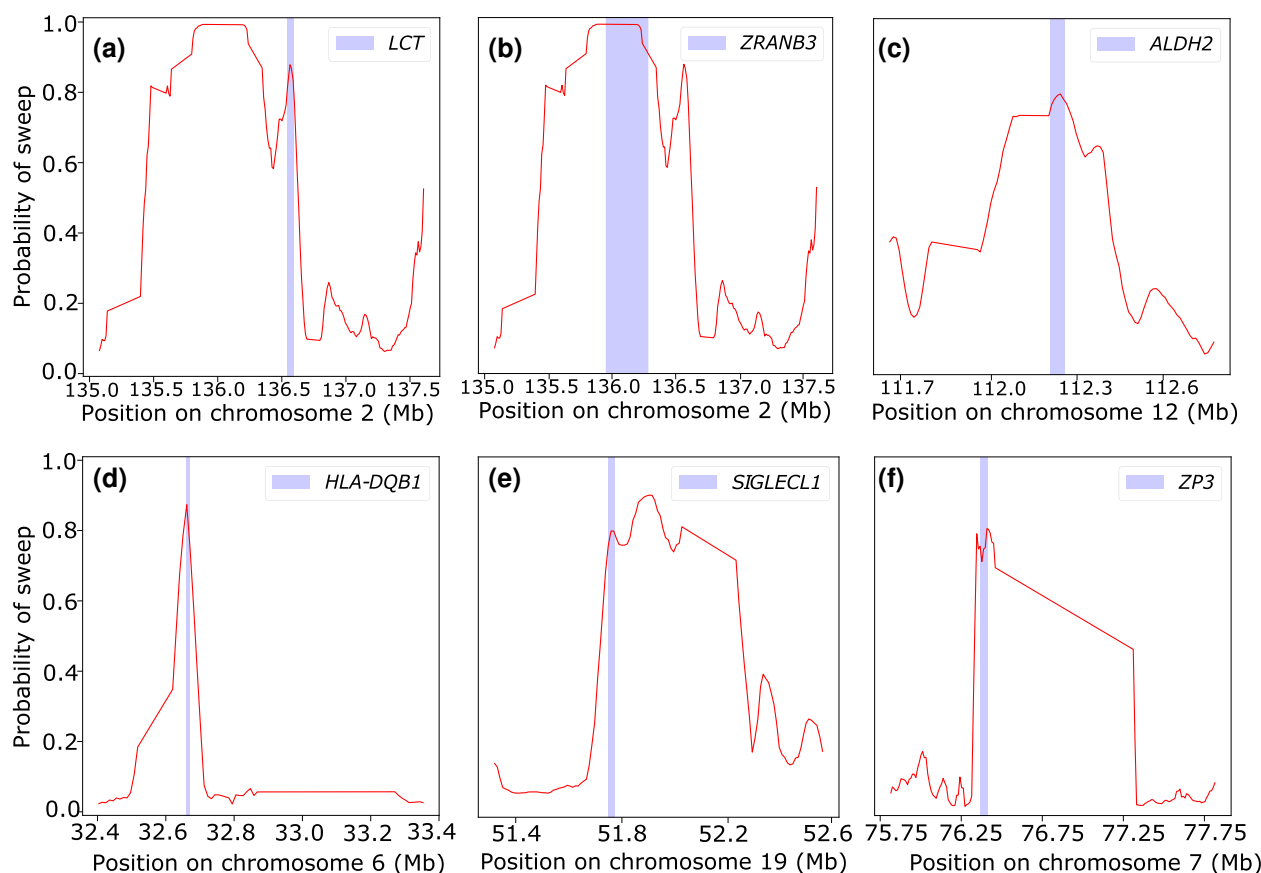 (a)
LCT
(b)
ZRANB3
(c)
ALDH2
Probability of sweep
1.0
0.8
0.6
0.4
0.2
0.0
135.0 135.5 136.0 136.5 137.0 137.5
Position on chromosome 2 (Mb)
135.0 135.5 136.0 136.5 137.0 137.5
Position on chromosome 2 (Mb)
111.7 112.0 112.3 112.6
Position on chromosome 12 (Mb)
(d)
HLA-DQB1
(e)
SIGLECL1
(f)
ZP3
Probability of sweep
1.0
0.8
0.6
0.4
0.2
0.0
32.4 32.6 32.8 33.0 33.2 33.4
Position on chromosome 6 (Mb)
51.4 51.8 52.2 52.6
Position on chromosome 19 (Mb)
75.75 76.25 76.75 77.25 77.75
Position on chromosome 7 (Mb)